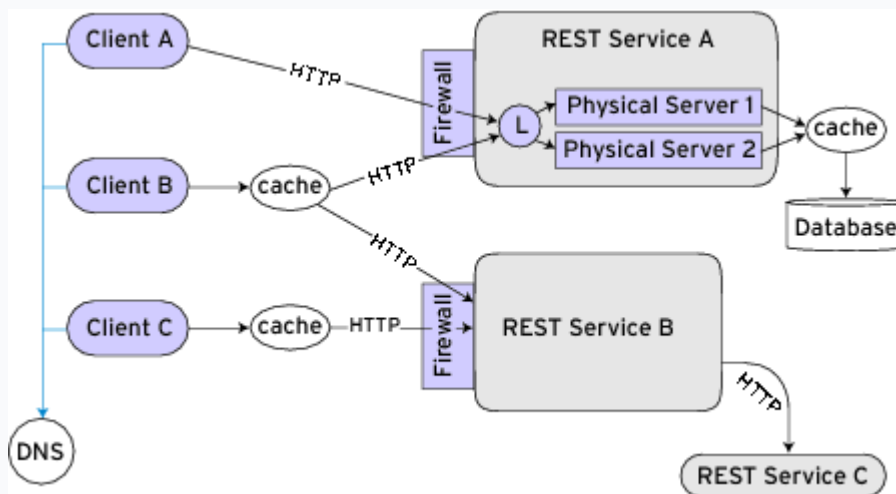 Client A
HTTP
Firewall
REST Service A
L
Physical Server 1
Physical Server 2
cache
Database
Client B
cache
HTTP
HTTP
Client C
cache
HTTP
Firewall
REST Service B
HTTP
DNS
REST Service C